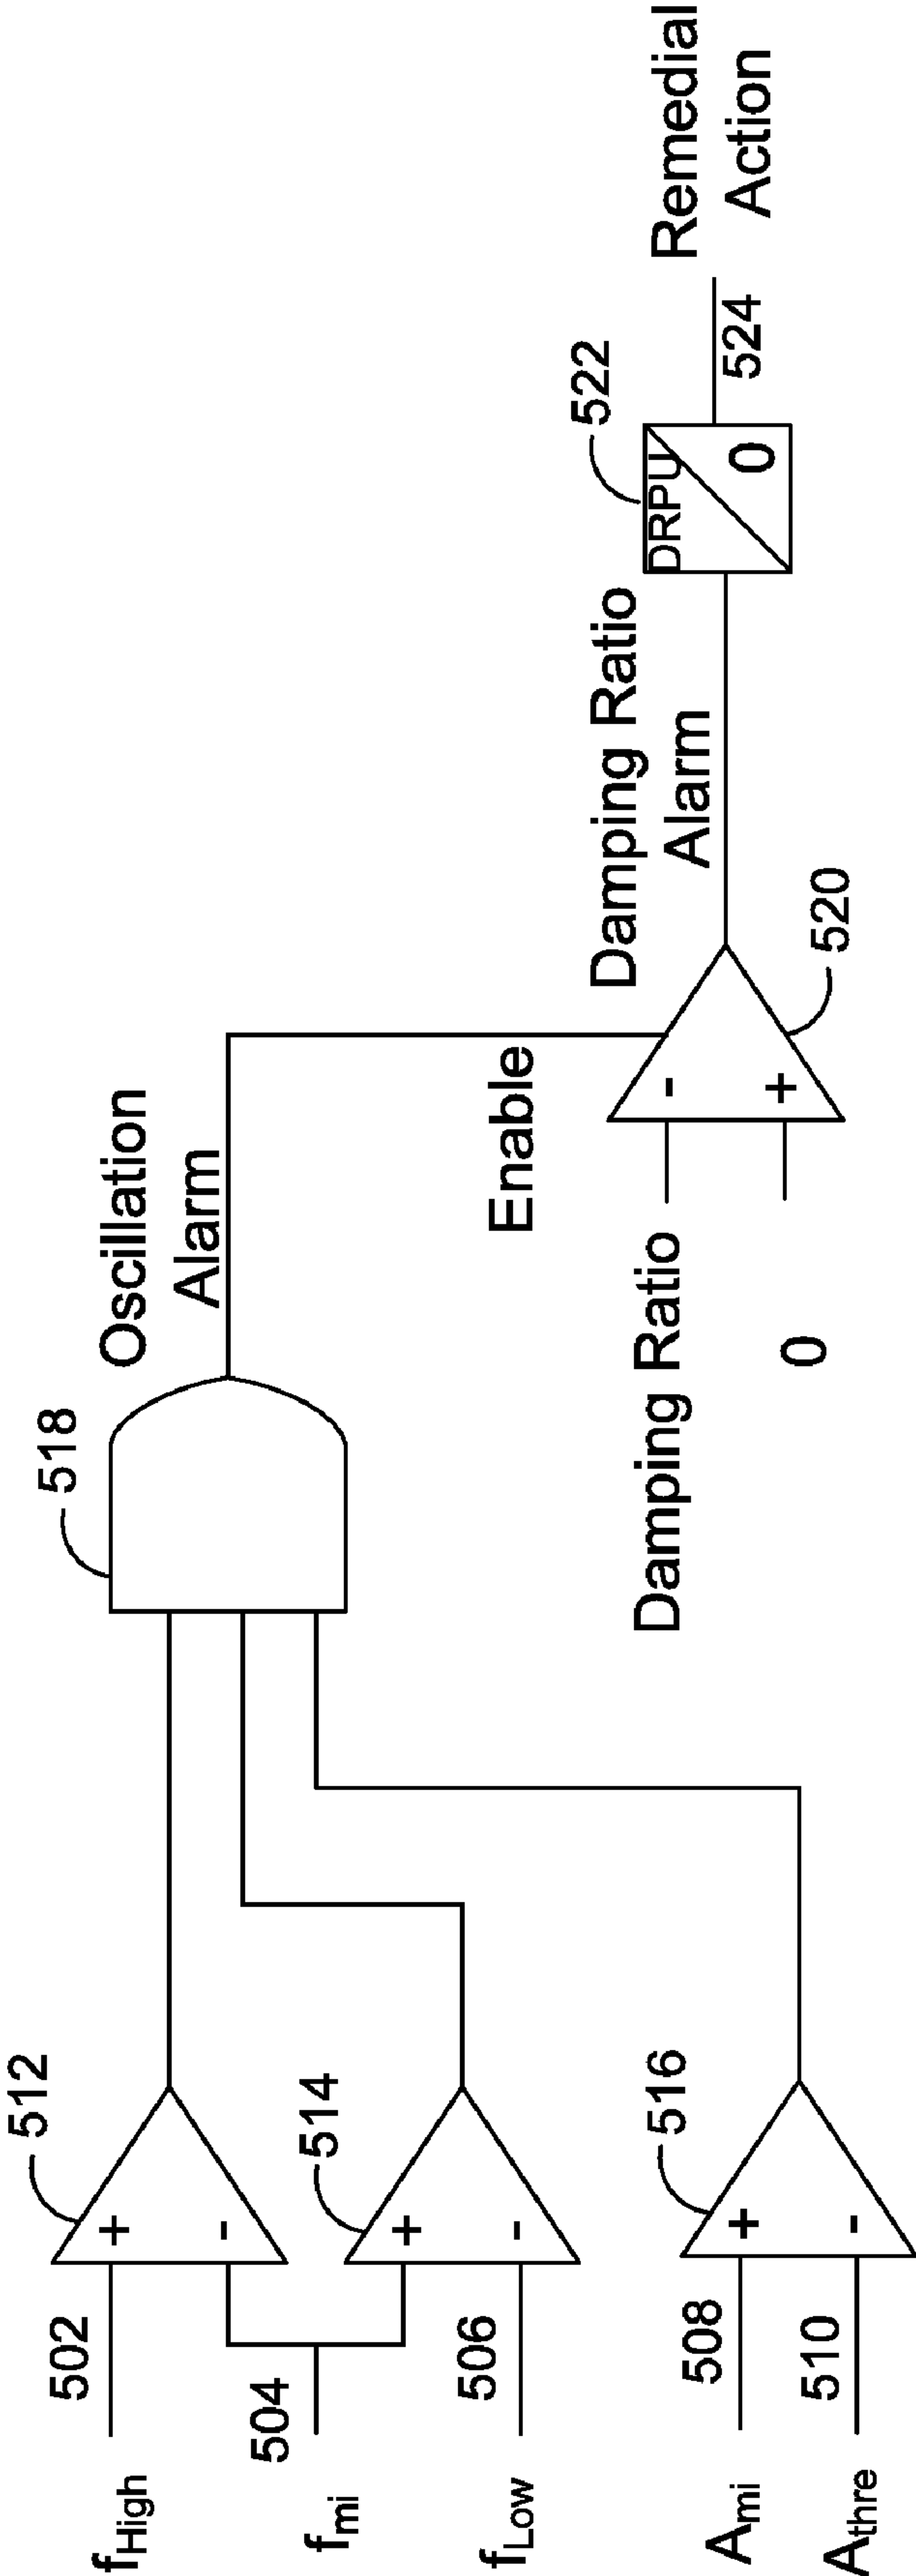 f_High
502
512
+
-
f_mi
504
514
+
-
f_Low
506
A_mi
508
516
+
-
A_thre
510
518
Oscillation
Alarm
Enable
Damping Ratio
0
-
+
520
Damping Ratio
Alarm
522
DRPU
0
524
Remedial
Action